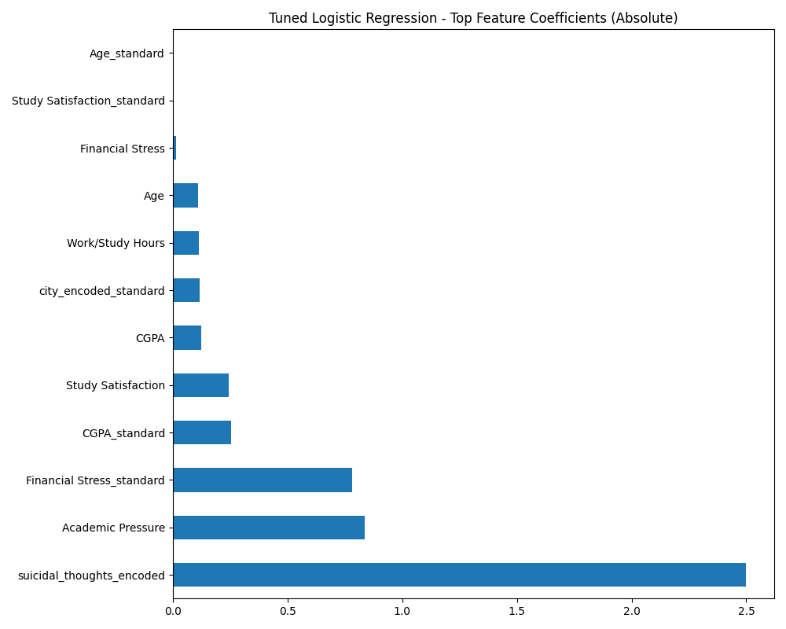 Tuned Logistic Regression - Top Feature Coefficients (Absolute)
Age_standard
Study Satisfaction_standard
Financial Stress
Age
Work/Study Hours
city_encoded_standard
CGPA
Study Satisfaction
CGPA_standard
Financial Stress_standard
Academic Pressure
suicidal_thoughts_encoded
0.0 0.5 1.0 1.5 2.0 2.5